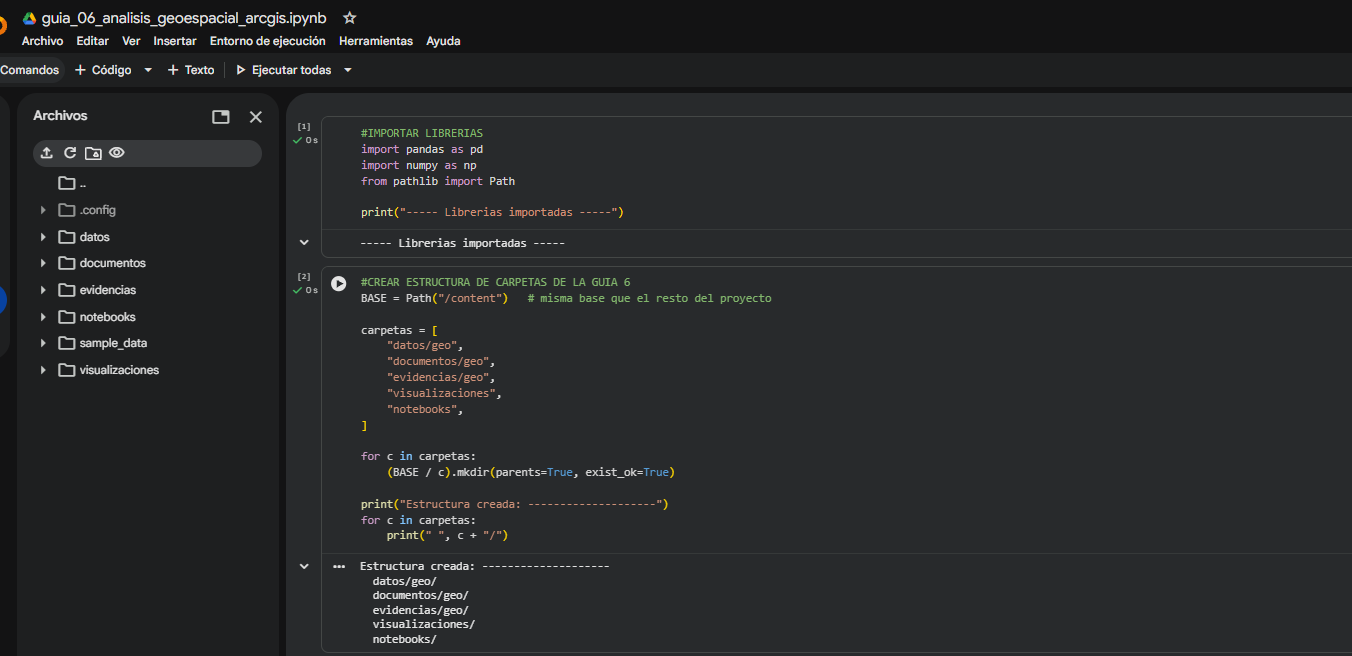 guia_06_analisis_geoespacial_arcgis.ipynb
Archivo Editar Ver Insertar Entorno de ejecución Herramientas Ayuda
Comandos + Código + Texto Ejecutar todas
Archivos
..
.config
datos
documentos
evidencias
notebooks
sample_data
visualizaciones
[1]
0 s
#IMPORTAR LIBRERIAS
import pandas as pd
import numpy as np
from pathlib import Path
print("----- Librerias importadas -----")
----- Librerias importadas -----
[2]
0 s
#CREAR ESTRUCTURA DE CARPETAS DE LA GUIA 6
BASE = Path("/content")   # misma base que el resto del proyecto
carpetas = [
    "datos/geo",
    "documentos/geo",
    "evidencias/geo",
    "visualizaciones",
    "notebooks",
]
for c in carpetas:
    (BASE / c).mkdir(parents=True, exist_ok=True)
print("Estructura creada: --------------------")
for c in carpetas:
    print(" ", c + "/")
Estructura creada: --------------------
  datos/geo/
  documentos/geo/
  evidencias/geo/
  visualizaciones/
  notebooks/